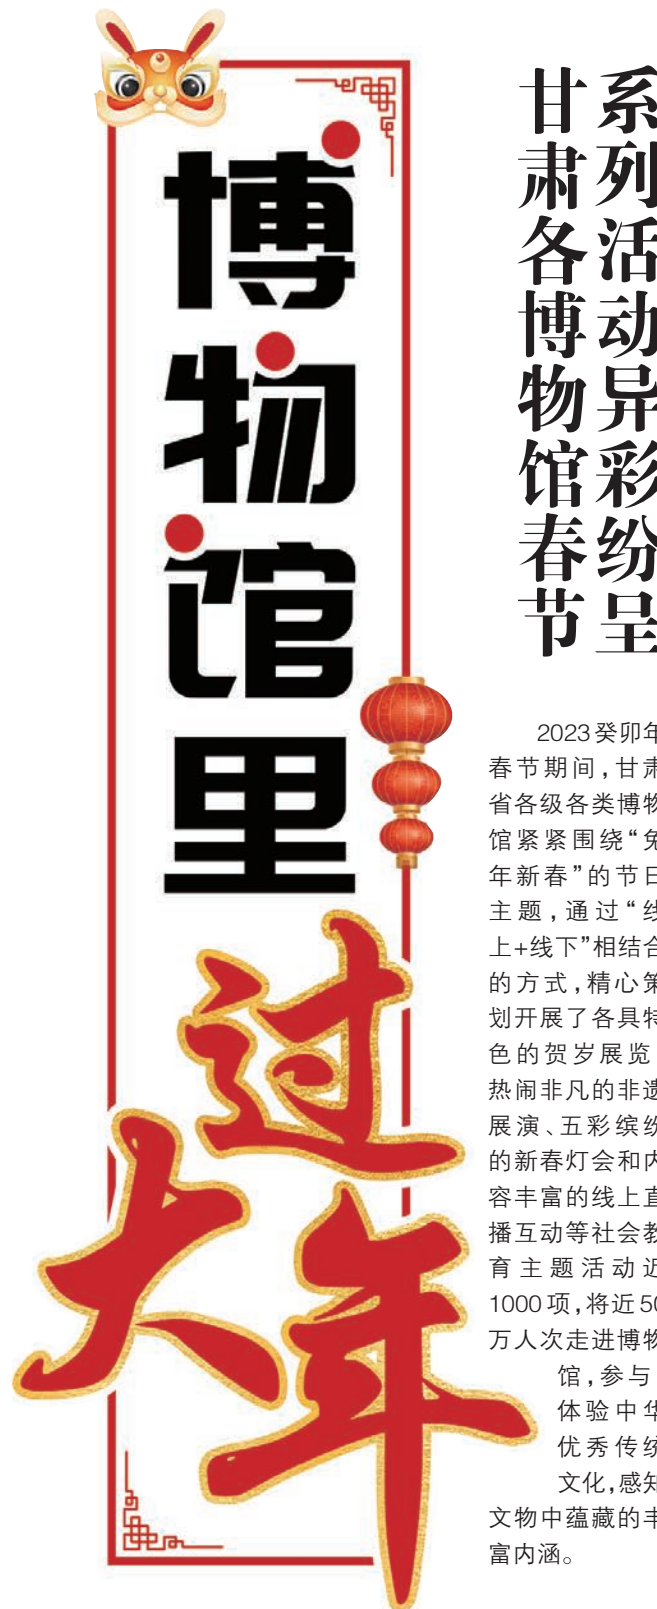 博物馆里
过大年
甘肃各博物馆春节
系列活动异彩纷呈
2023癸卯年
春节期间，甘肃
省各级各类博物
馆紧紧围绕“兔
年新春”的节日
主题，通过“线
上+线下”相结合
的方式，精心策
划开展了各具特
色的贺岁展览
热闹非凡的非遗
展演、五彩缤纷
的新春灯会和内
容丰富的线上直
播互动等社会教
育主题活动近
1000项，将近50
万人次走进博物
馆，参与
体验中华
优秀传统
文化，感知
文物中蕴藏的丰
富内涵。